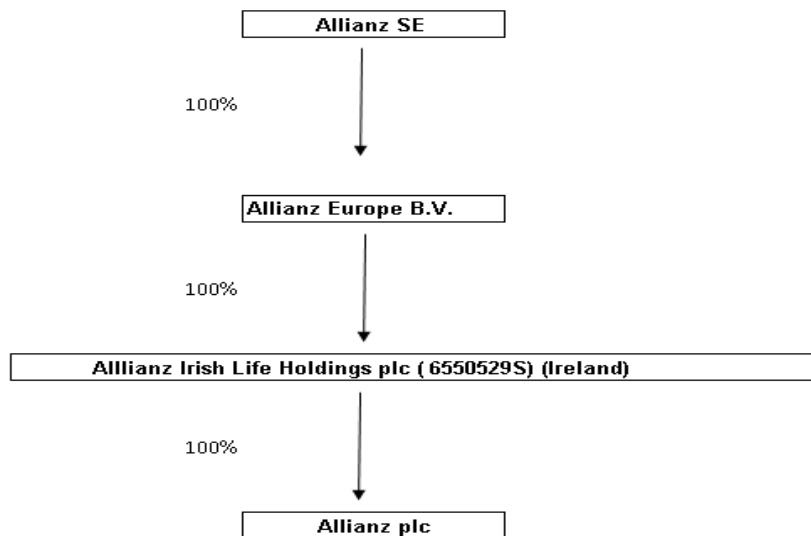 Allianz SE
100%
Allianz Europe B.V.
100%
Alllianz Irish Life Holdings plc ( 6550529S) (Ireland)
100%
Allianz plc